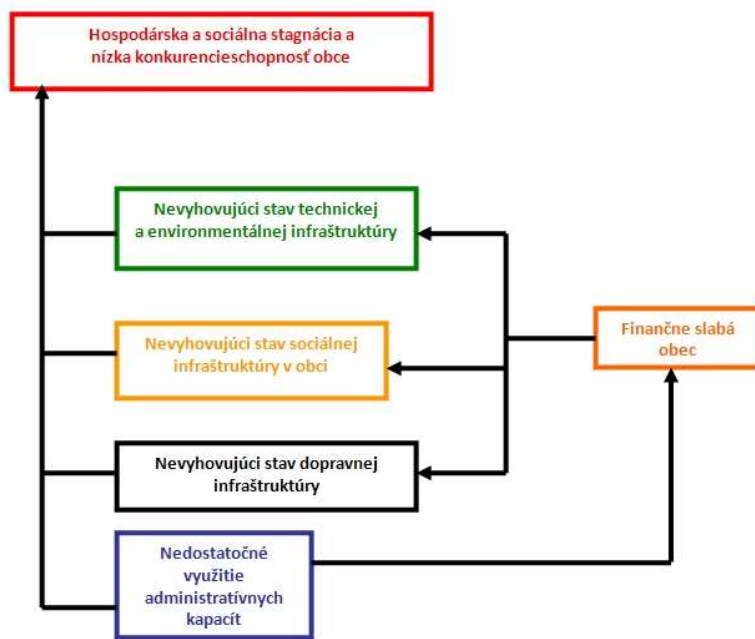 Hospodárska a sociálna stagnácia a
nízka konkurencieschopnosť obce
Nevyhovujúci stav technickej
a environmentálnej infraštruktúry
Nevyhovujúci stav sociálnej
infraštruktúry v obci
Finančne slabá
obec
Nevyhovujúci stav dopravnej
infraštruktúry
Nedostatočné
využitie
administratívnych
kapacít